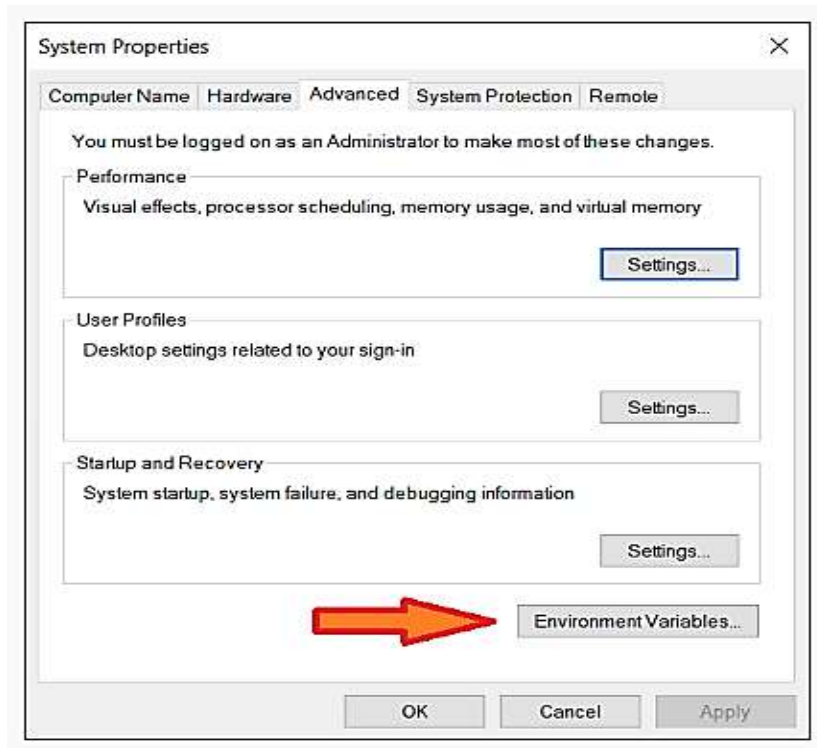 System Properties
Computer Name Hardware Advanced System Protection Remote
You must be logged on as an Administrator to make most of these changes.
Performance
Visual effects, processor scheduling, memory usage, and virtual memory
Settings...
User Profiles
Desktop settings related to your sign-in
Settings...
Startup and Recovery
System startup, system failure, and debugging information
Settings...
Environment Variables...
OK Cancel Apply